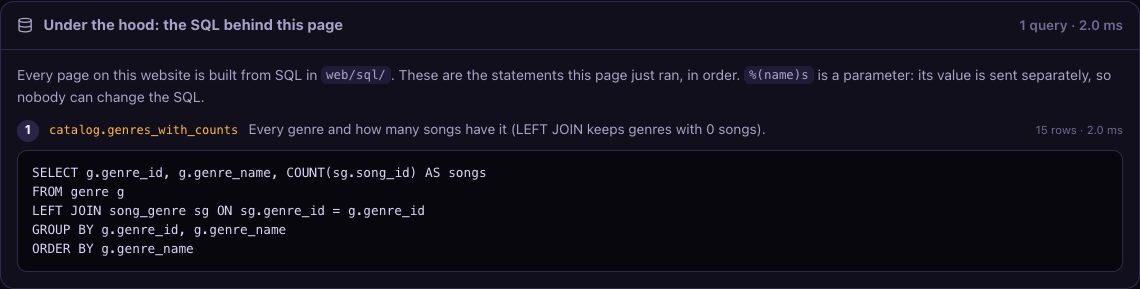 Under the hood: the SQL behind this page
1 query · 2.0 ms
Every page on this website is built from SQL in web/sql/. These are the statements this page just ran, in order. %(name)s is a parameter: its value is sent separately, so
nobody can change the SQL.
1 catalog.genres_with_counts Every genre and how many songs have it (LEFT JOIN keeps genres with 0 songs).
15 rows · 2.0 ms
SELECT g.genre_id, g.genre_name, COUNT(sg.song_id) AS songs
FROM genre g
LEFT JOIN song_genre sg ON sg.genre_id = g.genre_id
GROUP BY g.genre_id, g.genre_name
ORDER BY g.genre_name